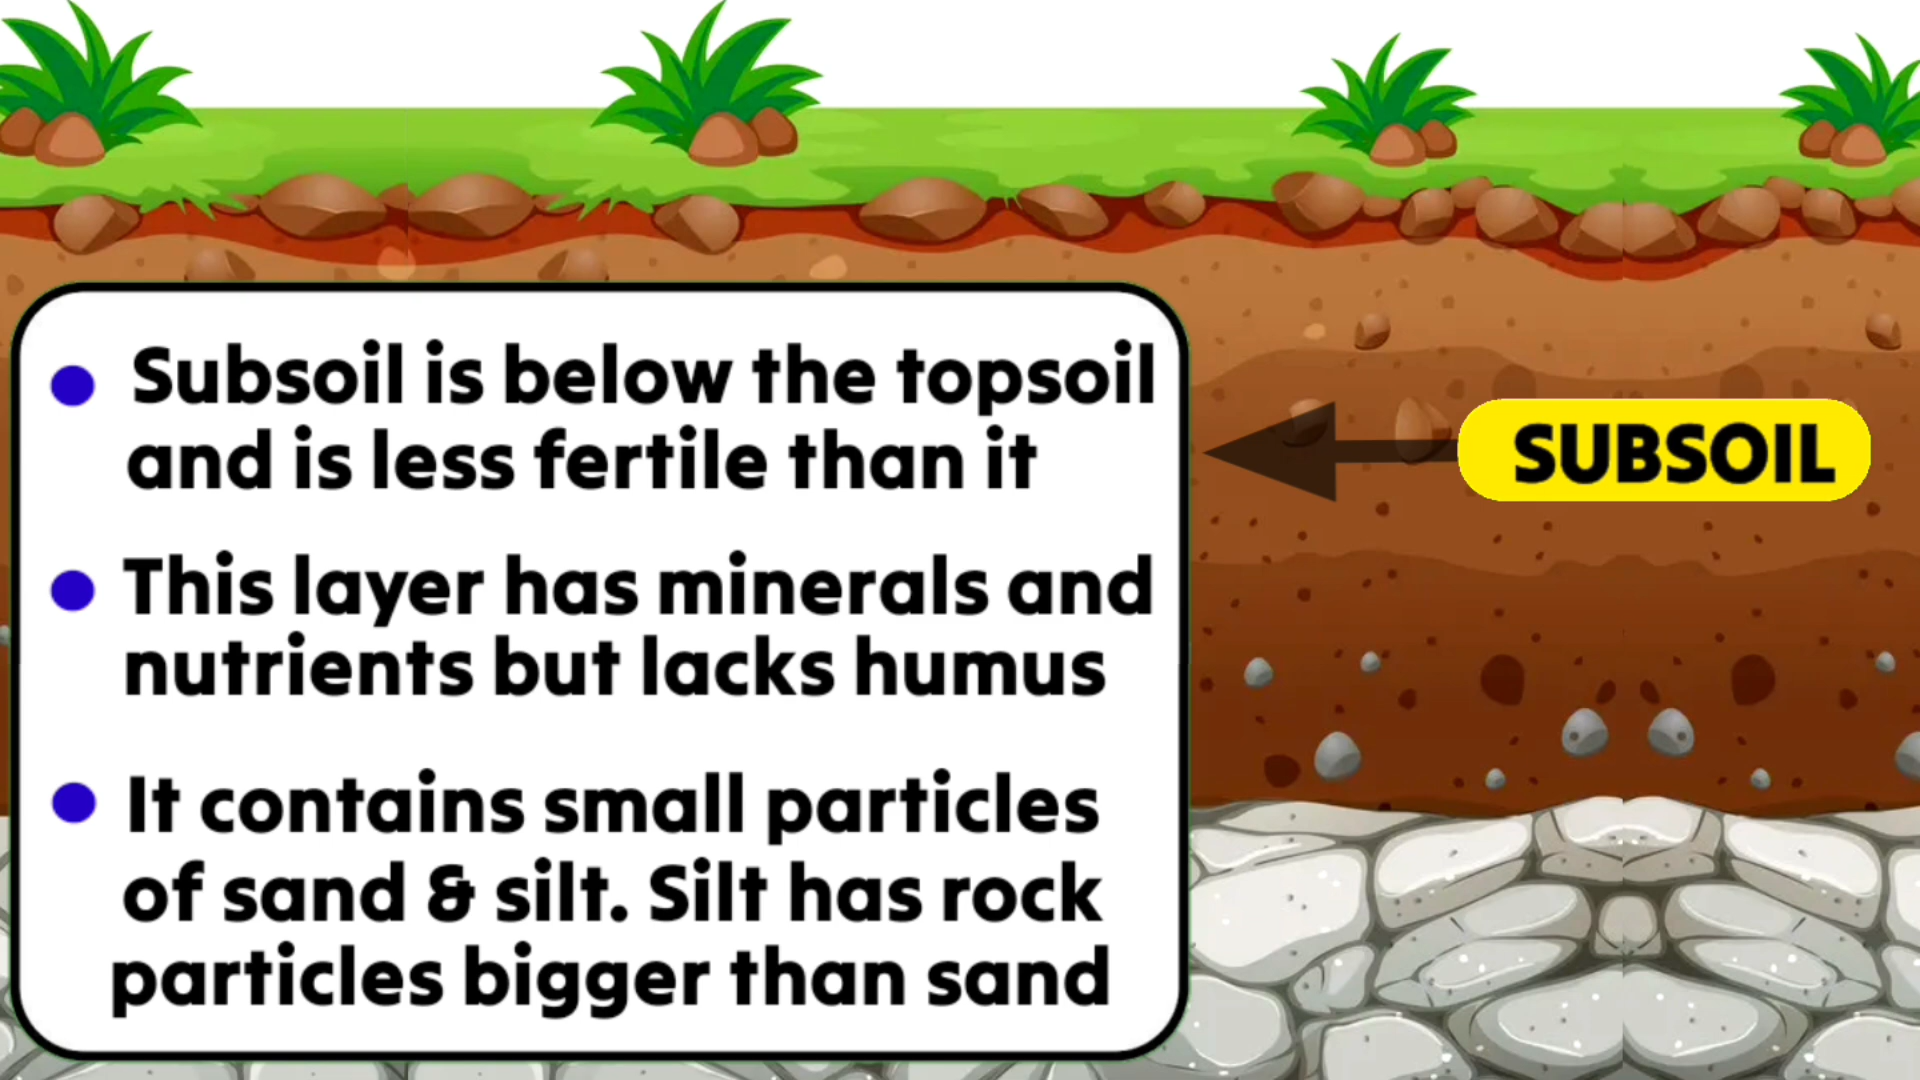 Subsoil is below the topsoil
and is less fertile than it
This layer has minerals and
nutrients but lacks humus
It contains small particles
of sand & silt. Silt has rock
particles bigger than sand
SUBSOIL